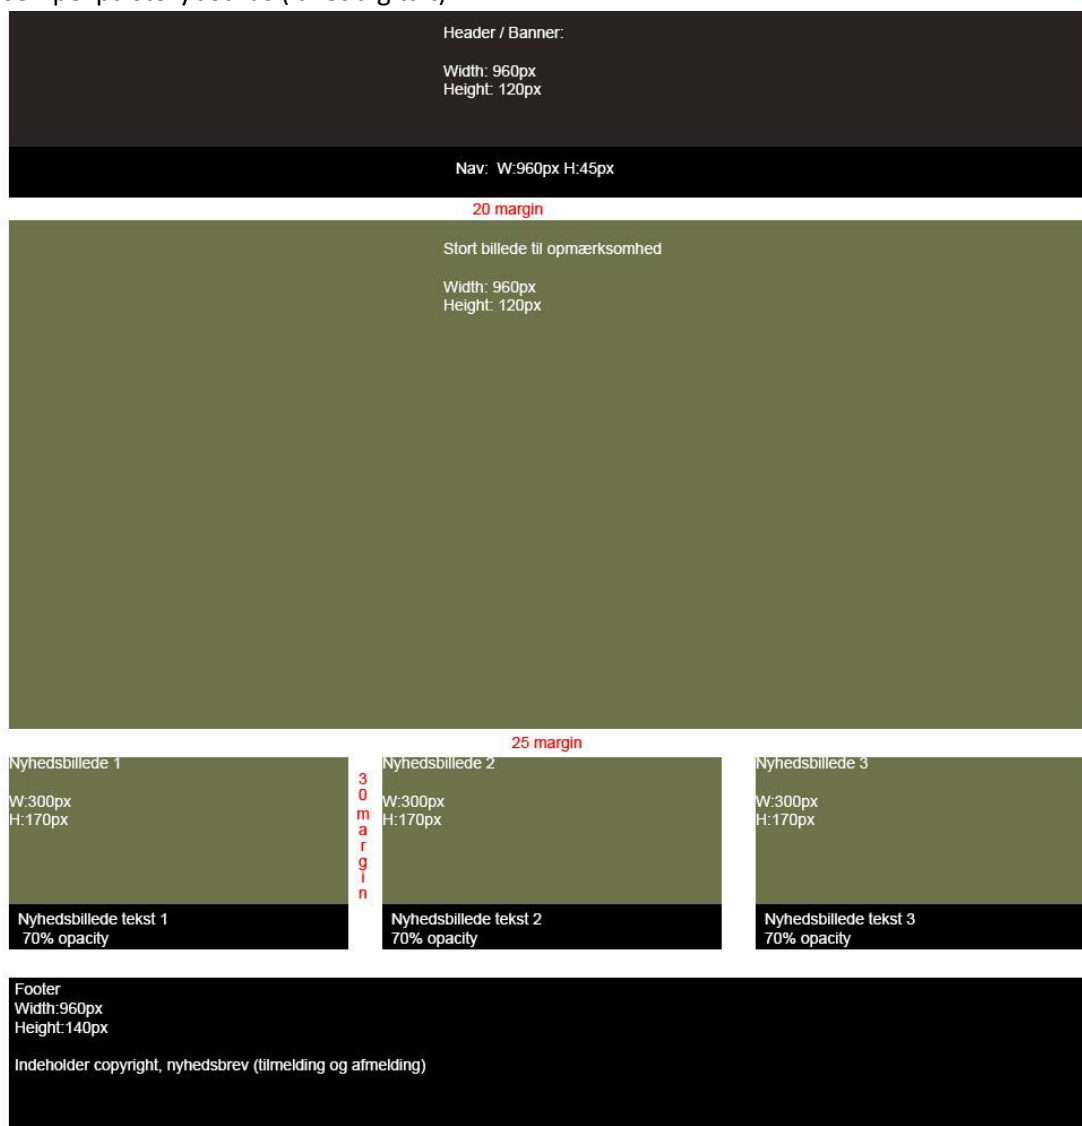 Header / Banner:
Width: 960px
Height: 120px
Nav: W:960px H:45px
20 margin
Stort billede til opmærksomhed
Width: 960px
Height: 120px
25 margin
Nyhedsbillede 1
W:300px
H:170px
30 margin
Nyhedsbillede 2
W:300px
H:170px
Nyhedsbillede 3
W:300px
H:170px
Nyhedsbillede tekst 1
70% opacity
Nyhedsbillede tekst 2
70% opacity
Nyhedsbillede tekst 3
70% opacity
Footer
Width:960px
Height:140px
Indeholder copyright, nyhedsbrev (tilmelding og afmelding)